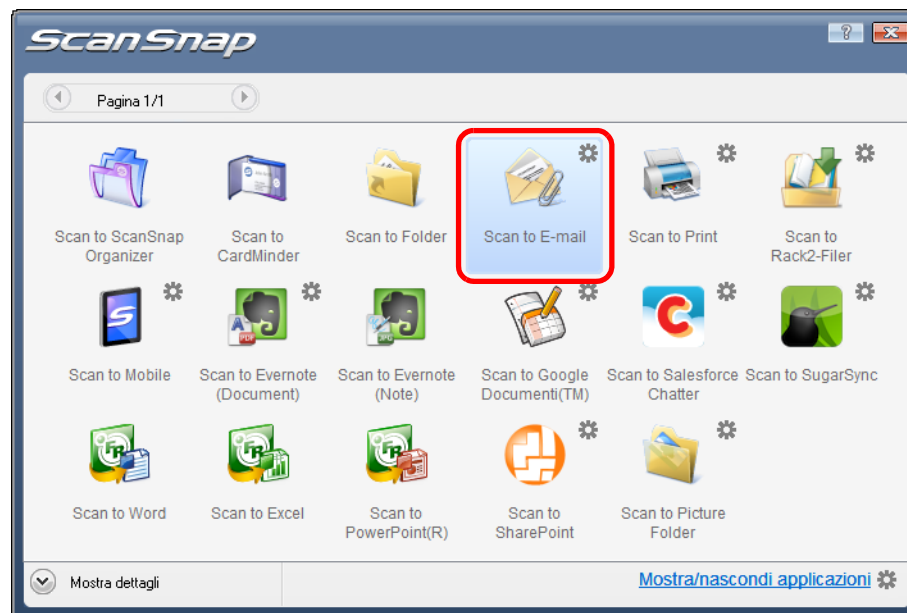 ScanSnap
?
Pagina 1/1
Scan to ScanSnap
Organizer
Scan to
CardMinder
Scan to Folder
Scan to E-mail
Scan to Print
Scan to
Rack2-Filer
Scan to Mobile
Scan to Evernote
(Document)
Scan to Evernote
(Note)
Scan to Google
Documenti(TM)
Scan to Salesforce
Chatter
Scan to SugarSync
Scan to Word
Scan to Excel
Scan to
PowerPoint(R)
Scan to
SharePoint
Scan to Picture
Folder
Mostra dettagli
Mostra/nascondi applicazioni